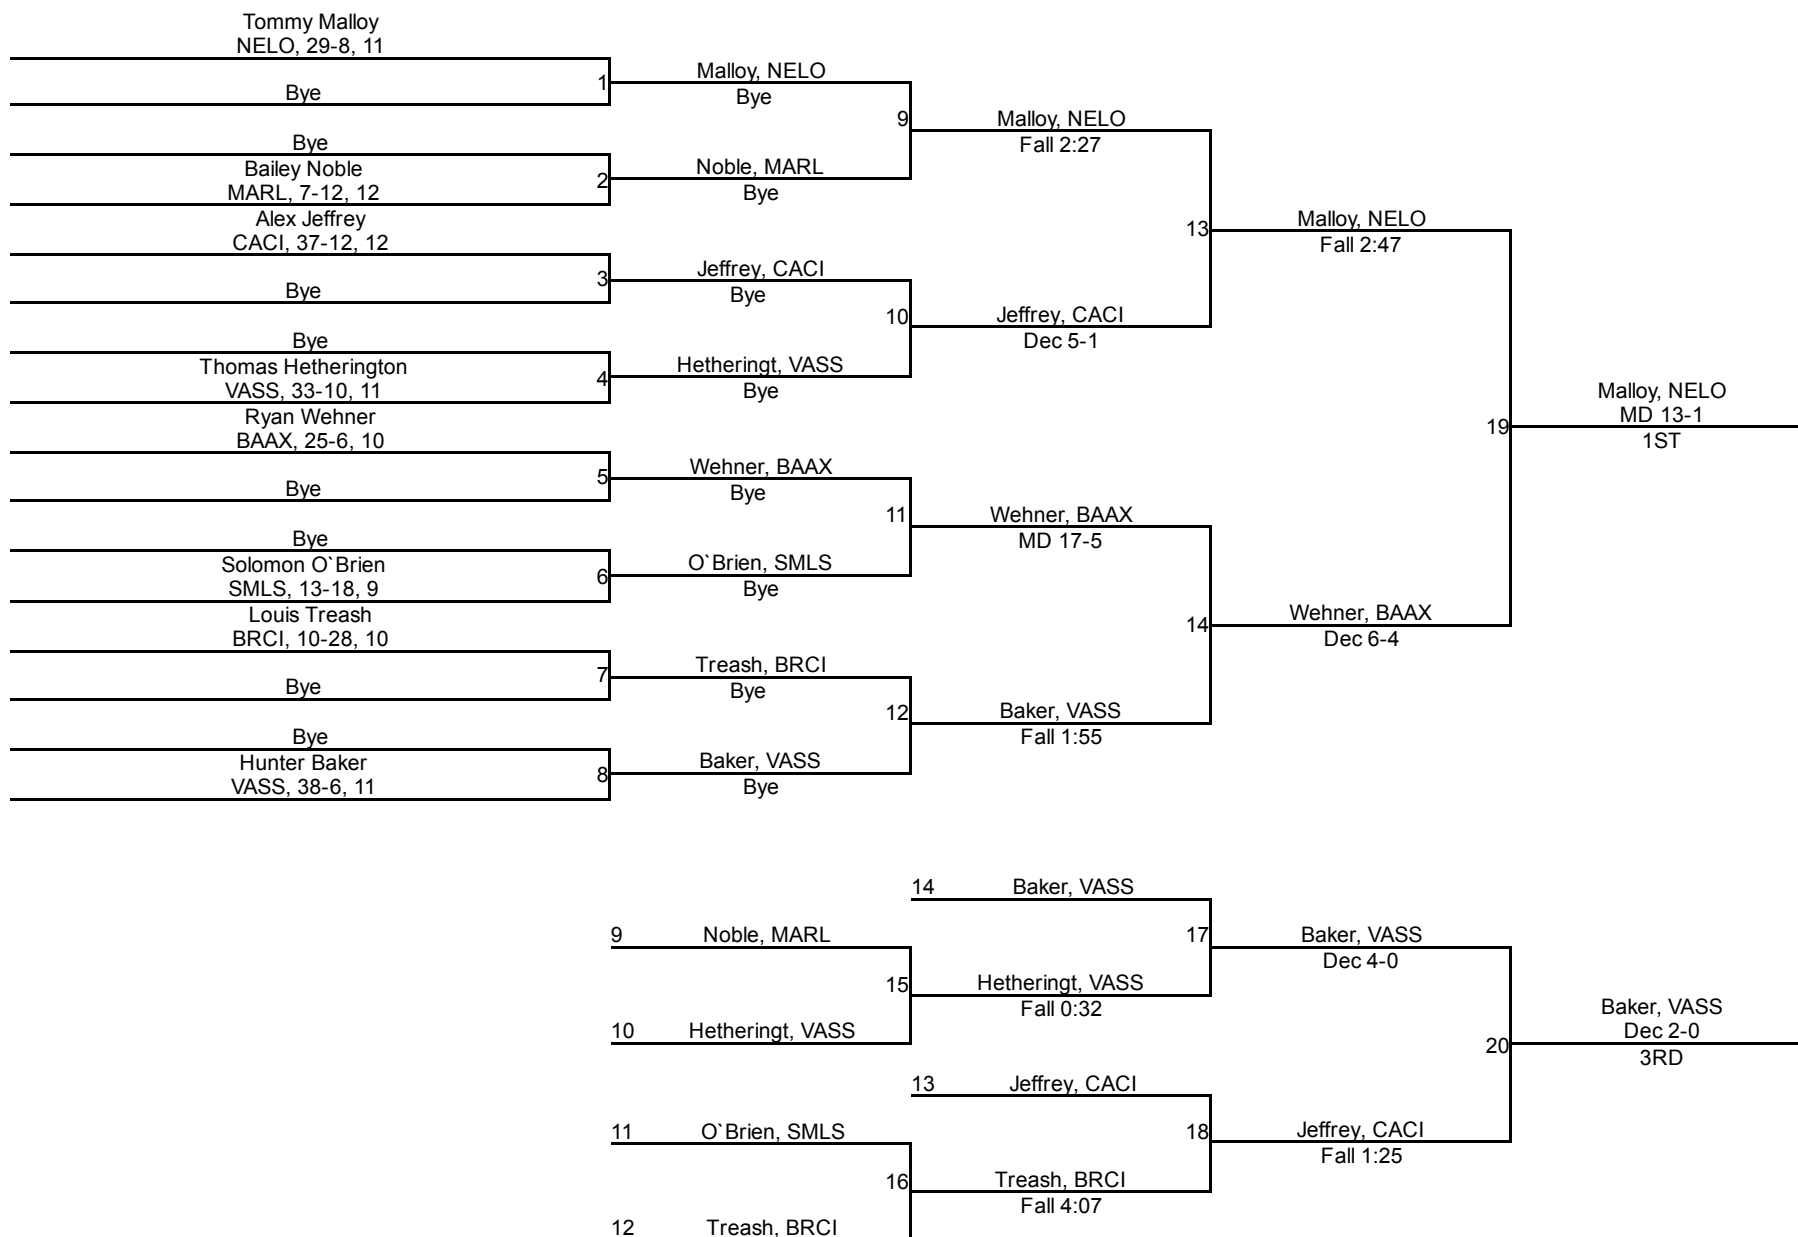 Tommy Malloy
NELO, 29-8, 11
Bye
1
Bye
Bailey Noble
MARL, 7-12, 12
2
Alex Jeffrey
CACI, 37-12, 12
Bye
3
Bye
Thomas Hetherington
VASS, 33-10, 11
4
Ryan Wehner
BAAX, 25-6, 10
Bye
5
Bye
Solomon O`Brien
SMLS, 13-18, 9
6
Louis Treash
BRCI, 10-28, 10
Bye
7
Bye
Hunter Baker
VASS, 38-6, 11
8
Malloy, NELO
Bye
9
Noble, MARL
Bye
Jeffrey, CACI
Bye
10
Hetheringt, VASS
Bye
Wehner, BAAX
Bye
11
O`Brien, SMLS
Bye
Treash, BRCI
Bye
12
Baker, VASS
Bye
Malloy, NELO
Fall 2:27
13
Jeffrey, CACI
Dec 5-1
Wehner, BAAX
MD 17-5
14
Baker, VASS
Fall 1:55
Malloy, NELO
Fall 2:47
19
Wehner, BAAX
Dec 6-4
Malloy, NELO
MD 13-1
1ST
14 Baker, VASS
9 Noble, MARL
17
15
Hetheringt, VASS
Fall 0:32
10 Hetheringt, VASS
Baker, VASS
Dec 4-0
13 Jeffrey, CACI
11 O`Brien, SMLS
18
16
Treash, BRCI
Fall 4:07
12 Treash, BRCI
Jeffrey, CACI
Fall 1:25
20
Baker, VASS
Dec 2-0
3RD